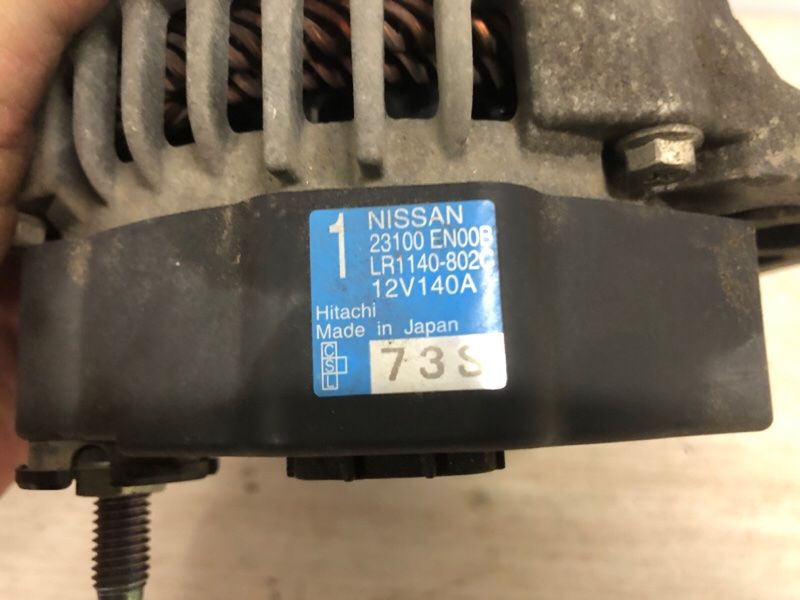 1
NISSAN
23100 EN00B
LR1140-802C
12V140A
Hitachi
Made in Japan
C
S
L
73S